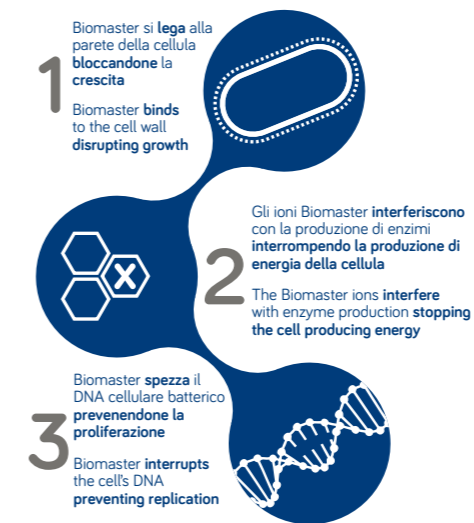 1
Biomaster si lega alla
parete della cellula
bloccandone la
crescita
Biomaster binds
to the cell wall
disrupting growth
X
2
Gli ioni Biomaster interferiscono
con la produzione di enzimi
interrompendo la produzione di
energia della cellula
The Biomaster ions interfere
with enzyme production stopping
the cell producing energy
3
Biomaster spezza il
DNA cellulare batterico
prevenendone la
proliferazione
Biomaster interrupts
the cell's DNA
preventing replication